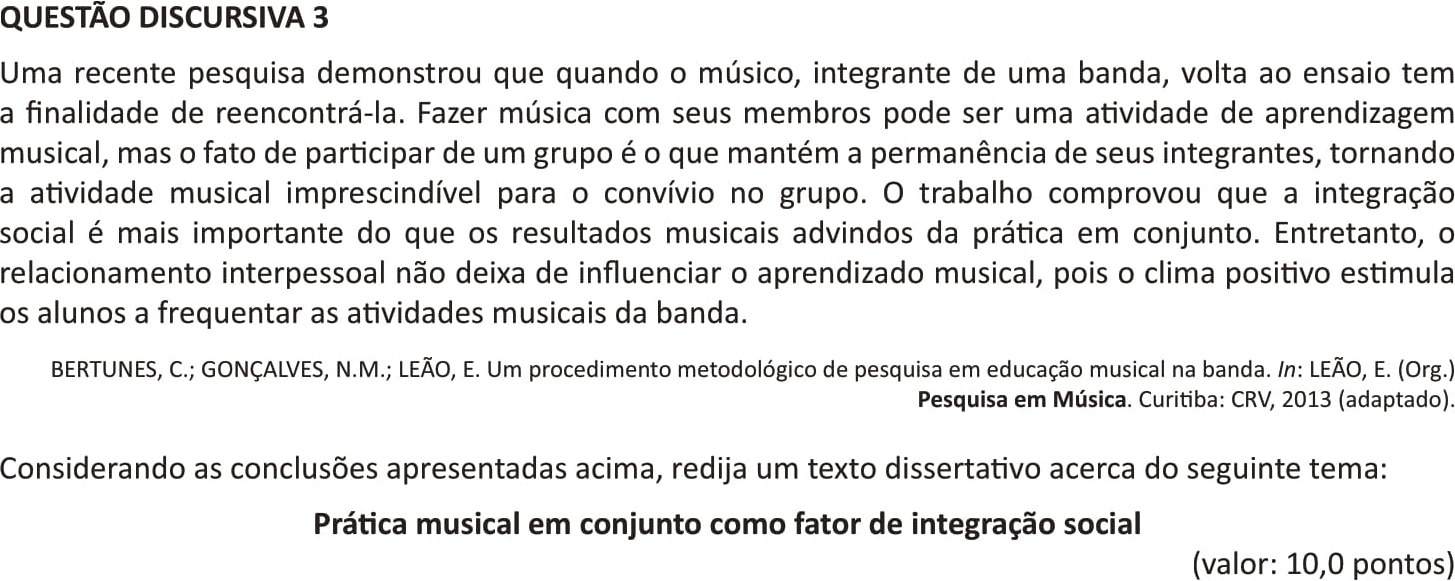 QUESTÃO DISCURSIVA 3
Uma recente pesquisa demonstrou que quando o músico, integrante de uma banda, volta ao ensaio tem
a finalidade de reencontrá-la. Fazer música com seus membros pode ser uma atividade de aprendizagem
musical, mas o fato de participar de um grupo é o que mantém a permanência de seus integrantes, tornando
a atividade musical imprescindível para o convívio no grupo. O trabalho comprovou que a integração
social é mais importante do que os resultados musicais advindos da prática em conjunto. Entretanto, o
relacionamento interpessoal não deixa de influenciar o aprendizado musical, pois o clima positivo estimula
os alunos a frequentar as atividades musicais da banda.
BERTUNES, C.; GONÇALVES, N.M.; LEÃO, E. Um procedimento metodológico de pesquisa em educação musical na banda. In: LEÃO, E. (Org.)
Pesquisa em Música. Curitiba: CRV, 2013 (adaptado).
Considerando as conclusões apresentadas acima, redija um texto dissertativo acerca do seguinte tema:
Prática musical em conjunto como fator de integração social
(valor: 10,0 pontos)